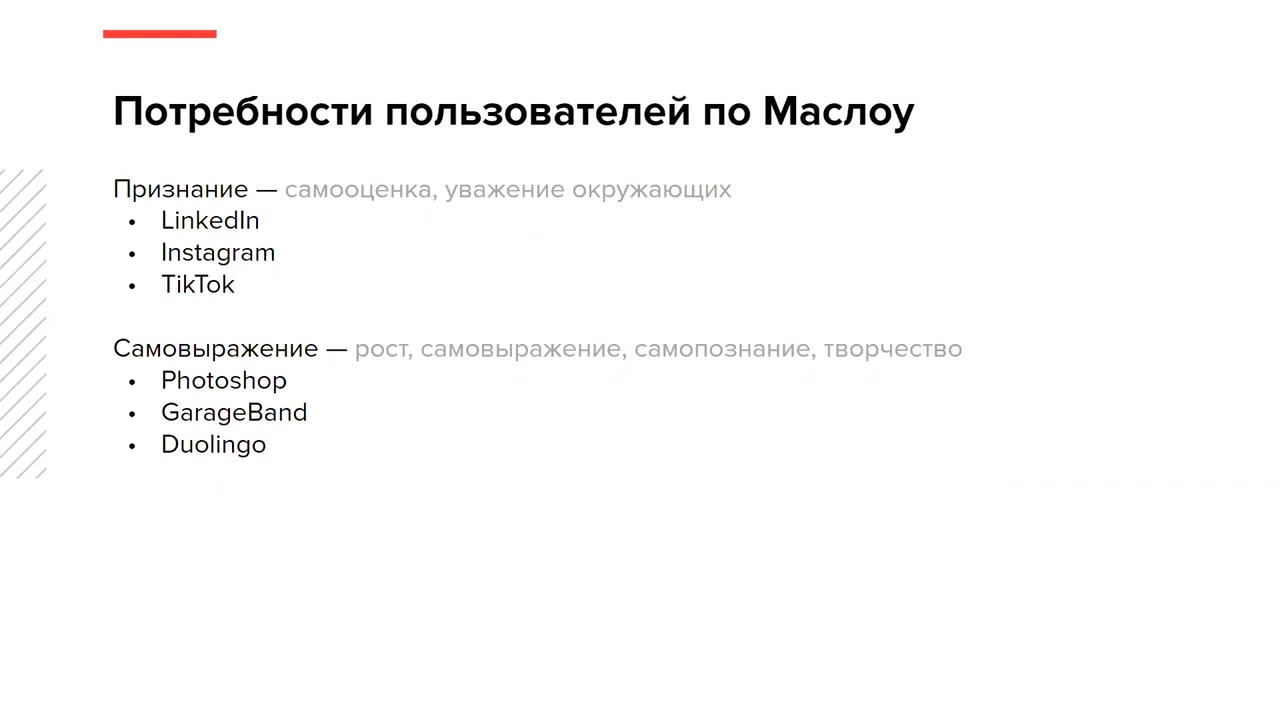 Потребности пользователей по Маслоу
Признание — самооценка, уважение окружающих
• LinkedIn
• Instagram
• TikTok
Самовыражение — рост, самовыражение, самопознание, творчество
• Photoshop
• GarageBand
• Duolingo